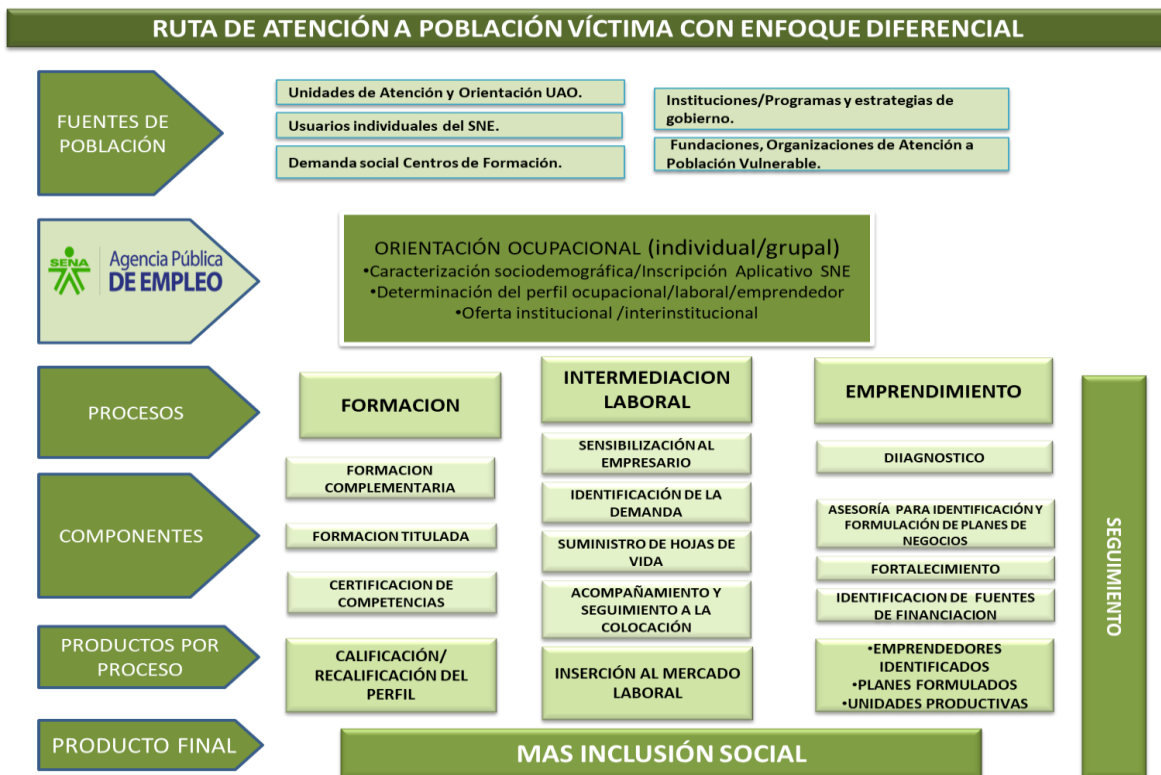 RUTA DE ATENCIÓN A POBLACIÓN VÍCTIMA CON ENFOQUE DIFERENCIAL
FUENTES DE
POBLACIÓN
Unidades de Atención y Orientación UAO.
Usuarios individuales del SNE.
Demanda social Centros de Formación.
Instituciones/Programas y estrategias de
gobierno.
Fundaciones, Organizaciones de Atención a
Población Vulnerable.
SENA
Agencia Pública
DE EMPLEO
ORIENTACIÓN OCUPACIONAL (individual/grupal)
•Caracterización sociodemográfica/Inscripción Aplicativo SNE
•Determinación del perfil ocupacional/laboral/emprendedor
•Oferta institucional /interinstitucional
PROCESOS
FORMACION
INTERMEDIACION
LABORAL
EMPRENDIMIENTO
COMPONENTES
FORMACION
COMPLEMENTARIA
FORMACION TITULADA
CERTIFICACION DE
COMPETENCIAS
SENSIBILIZACIÓN AL
EMPRESARIO
IDENTIFICACIÓN DE LA
DEMANDA
SUMINISTRO DE HOJAS DE
VIDA
ACOMPAÑAMIENTO Y
SEGUIMIENTO A LA
COLOCACIÓN
DIIAGNOSTICO
ASESORÍA PARA IDENTIFICACIÓN Y
FORMULACIÓN DE PLANES DE
NEGOCIOS
FORTALECIMIENTO
IDENTIFICACION DE FUENTES
DE FINANCIACION
PRODUCTOS POR
PROCESO
CALIFICACIÓN/
RECALIFICACIÓN DEL
PERFIL
INSERCIÓN AL MERCADO
LABORAL
•EMPRENDEDORES
IDENTIFICADOS
•PLANES FORMULADOS
•UNIDADES PRODUCTIVAS
SEGUIMIENTO
PRODUCTO FINAL
MAS INCLUSIÓN SOCIAL